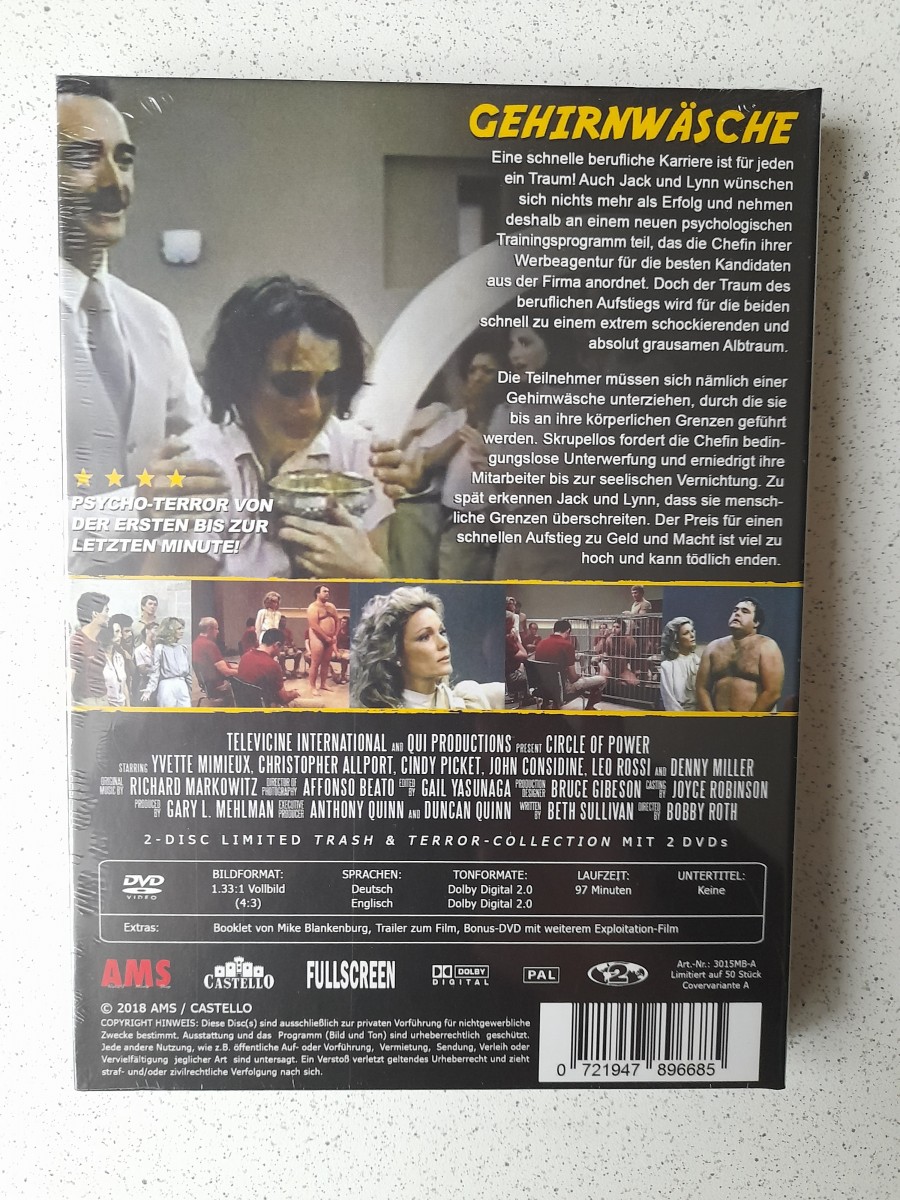 GEHIRNWÄSCHE
Eine schnelle berufliche Karriere ist für jeden
ein Traum! Auch Jack und Lynn wünschen
sich nichts mehr als Erfolg und nehmen
deshalb an einem neuen psychologischen
Trainingsprogramm teil, das die Chefin ihrer
Werbeagentur für die besten Kandidaten
aus der Firma anordnet. Doch der Traum des
beruflichen Aufstiegs wird für die beiden
schnell zu einem extrem schockierenden und
absolut grausamen Albtraum.
Die Teilnehmer müssen sich nämlich einer
Gehirnwäsche unterziehen, durch die sie
bis an ihre körperlichen Grenzen geführt
werden. Skrupellos fordert die Chefin bedin-
gungslose Unterwerfung und erniedrigt ihre
Mitarbeiter bis zur seelischen Vernichtung. Zu
spät erkennen Jack und Lynn, dass sie mensch-
liche Grenzen überschreiten. Der Preis für einen
schnellen Aufstieg zu Geld und Macht ist viel zu
hoch und kann tödlich enden.
PSYCHO-TERROR VON
DER ERSTEN BIS ZUR
LETZTEN MINUTE!
TELEVICINE INTERNATIONAL AND QUI PRODUCTIONS PRESENT CIRCLE OF POWER
STARRING YVETTE MIMIEUX, CHRISTOPHER ALLPORT, CINDY PICKET, JOHN CONSIDINE, LEO ROSSI AND DENNY MILLER
ORIGINAL MUSIC BY RICHARD MARKOWITZ DIRECTOR OF PHOTOGRAPHY AFFONSO BEATO EDITED BY GAIL YASUNAGA PRODUCTION DESIGNER BRUCE GIBESON CASTING BY JOYCE ROBINSON
PRODUCED BY GARY L. MEHLMAN EXECUTIVE PRODUCER ANTHONY QUINN AND DUNCAN QUINN WRITTEN BY BETH SULLIVAN DIRECTED BY BOBBY ROTH
2-DISC LIMITED TRASH & TERROR-COLLECTION MIT 2 DVDs
DVD VIDEO
BILDFORMAT:
1.33:1 Vollbild
(4:3)
SPRACHEN:
Deutsch
Englisch
TONFORMATE:
Dolby Digital 2.0
Dolby Digital 2.0
LAUFZEIT:
97 Minuten
UNTERTITEL:
Keine
Extras: Booklet von Mike Blankenburg, Trailer zum Film, Bonus-DVD mit weiterem Exploitation-Film
AMS
CASTELLO
FULLSCREEN
DOLBY
DIGITAL
PAL
2
Art.-Nr.: 3015MB-A
Limitiert auf 50 Stück
Covervariante A
© 2018 AMS / CASTELLO
COPYRIGHT HINWEIS: Diese Disc(s) sind ausschließlich zur privaten Vorführung für nichtgewerbliche
Zwecke bestimmt. Ausstattung und das Programm (Bild und Ton) sind urheberrechtlich geschützt.
Jede andere Nutzung, wie z.B. öffentliche Auf- oder Vorführung, Vermietung, Sendung, Verleih oder
Vervielfältigung jeglicher Art sind untersagt. Ein Verstoß verletzt geltendes Urheberrecht und zieht
straf- und/oder zivilrechtliche Verfolgung nach sich.
0 721947 896685